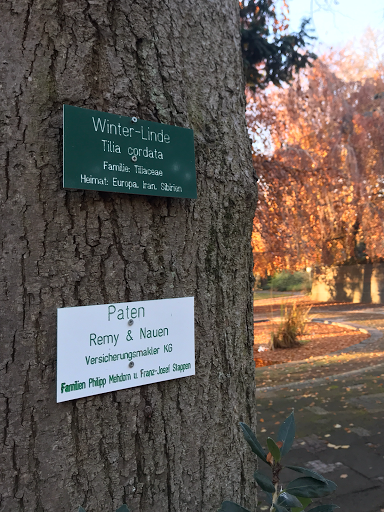 Winter-Linde
Tilia cordata
Familie: Tiliaceae
Heimat: Europa, Iran, Sibirien
Paten
Remy & Nauen
Versicherungsmakler KG
Familien Philipp Mehdorn u. Franz-Josef Stappen